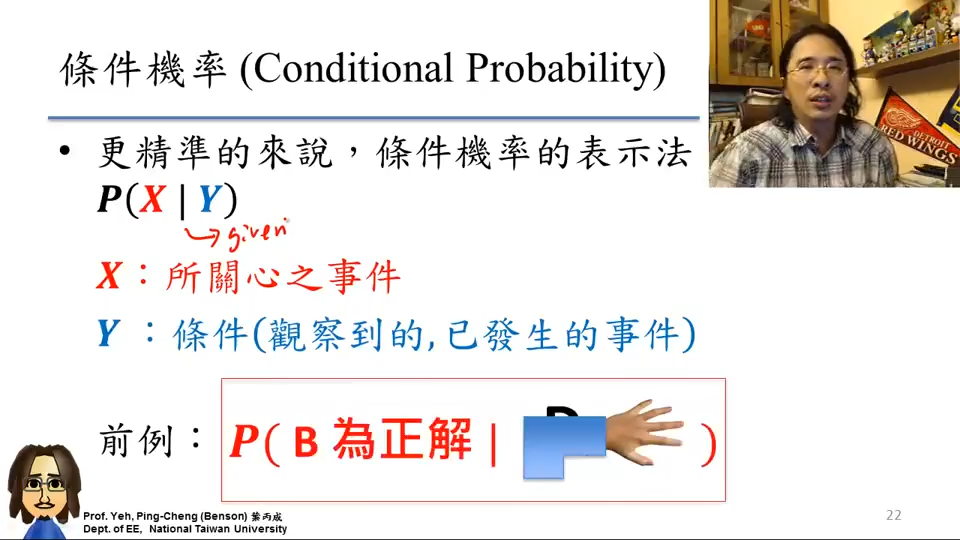 條件機率 (Conditional Probability)
• 更精準的來說，條件機率的表示法
P(X | Y)
given
X：所關心之事件
Y ：條件(觀察到的,已發生的事件)
前例：
P( B 為正解 | )
DETROIT
RED WINGS
Prof. Yeh, Ping-Cheng (Benson) 葉丙成
Dept. of EE, National Taiwan University
22